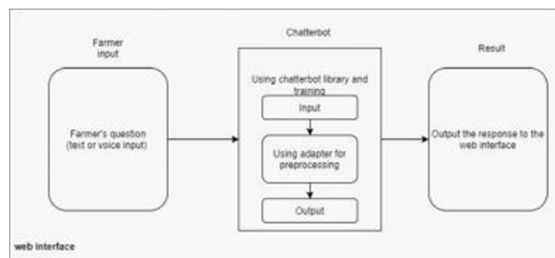 Farmer
input
Chatterbot
Result
Farmer's question
(text or voice input)
Using chatterbot library and
training
Input
Using adapter for
preprocessing
Output
Output the response to the
web interface
web interface